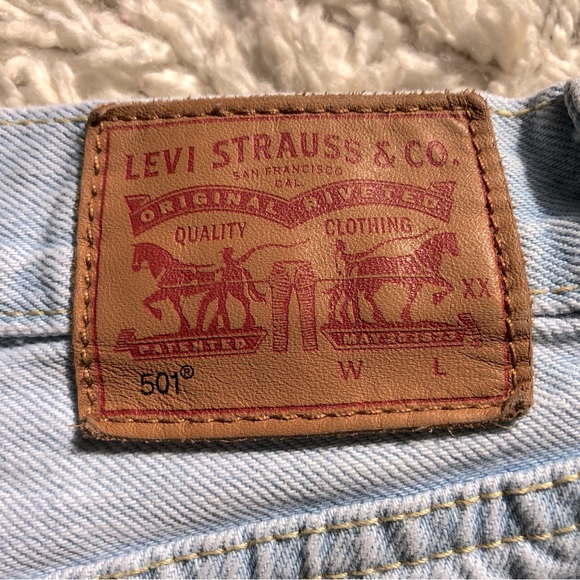 LEVI STRAUSS & CO.
SAN FRANCISCO
CAL
ORIGINAL RIVETED
QUALITY CLOTHING
XX
PATENTED MAY 20 1873
501® W L